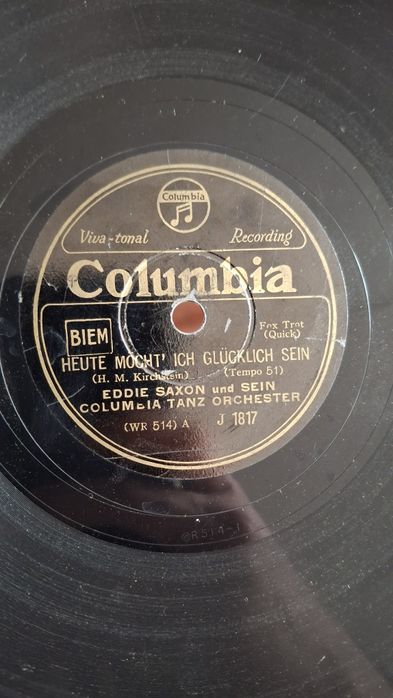 Columbia
Viva-tonal Recording
Columbia
BIEM
Fox Trot
(Quick)
HEUTE MÖCHT' ICH GLÜCKLICH SEIN
(H. M. Kirchstein) (Tempo 51)
EDDIE SAXON und SEIN
COLUMbIA TANZ ORCHESTER
(WR 514) A J 1817